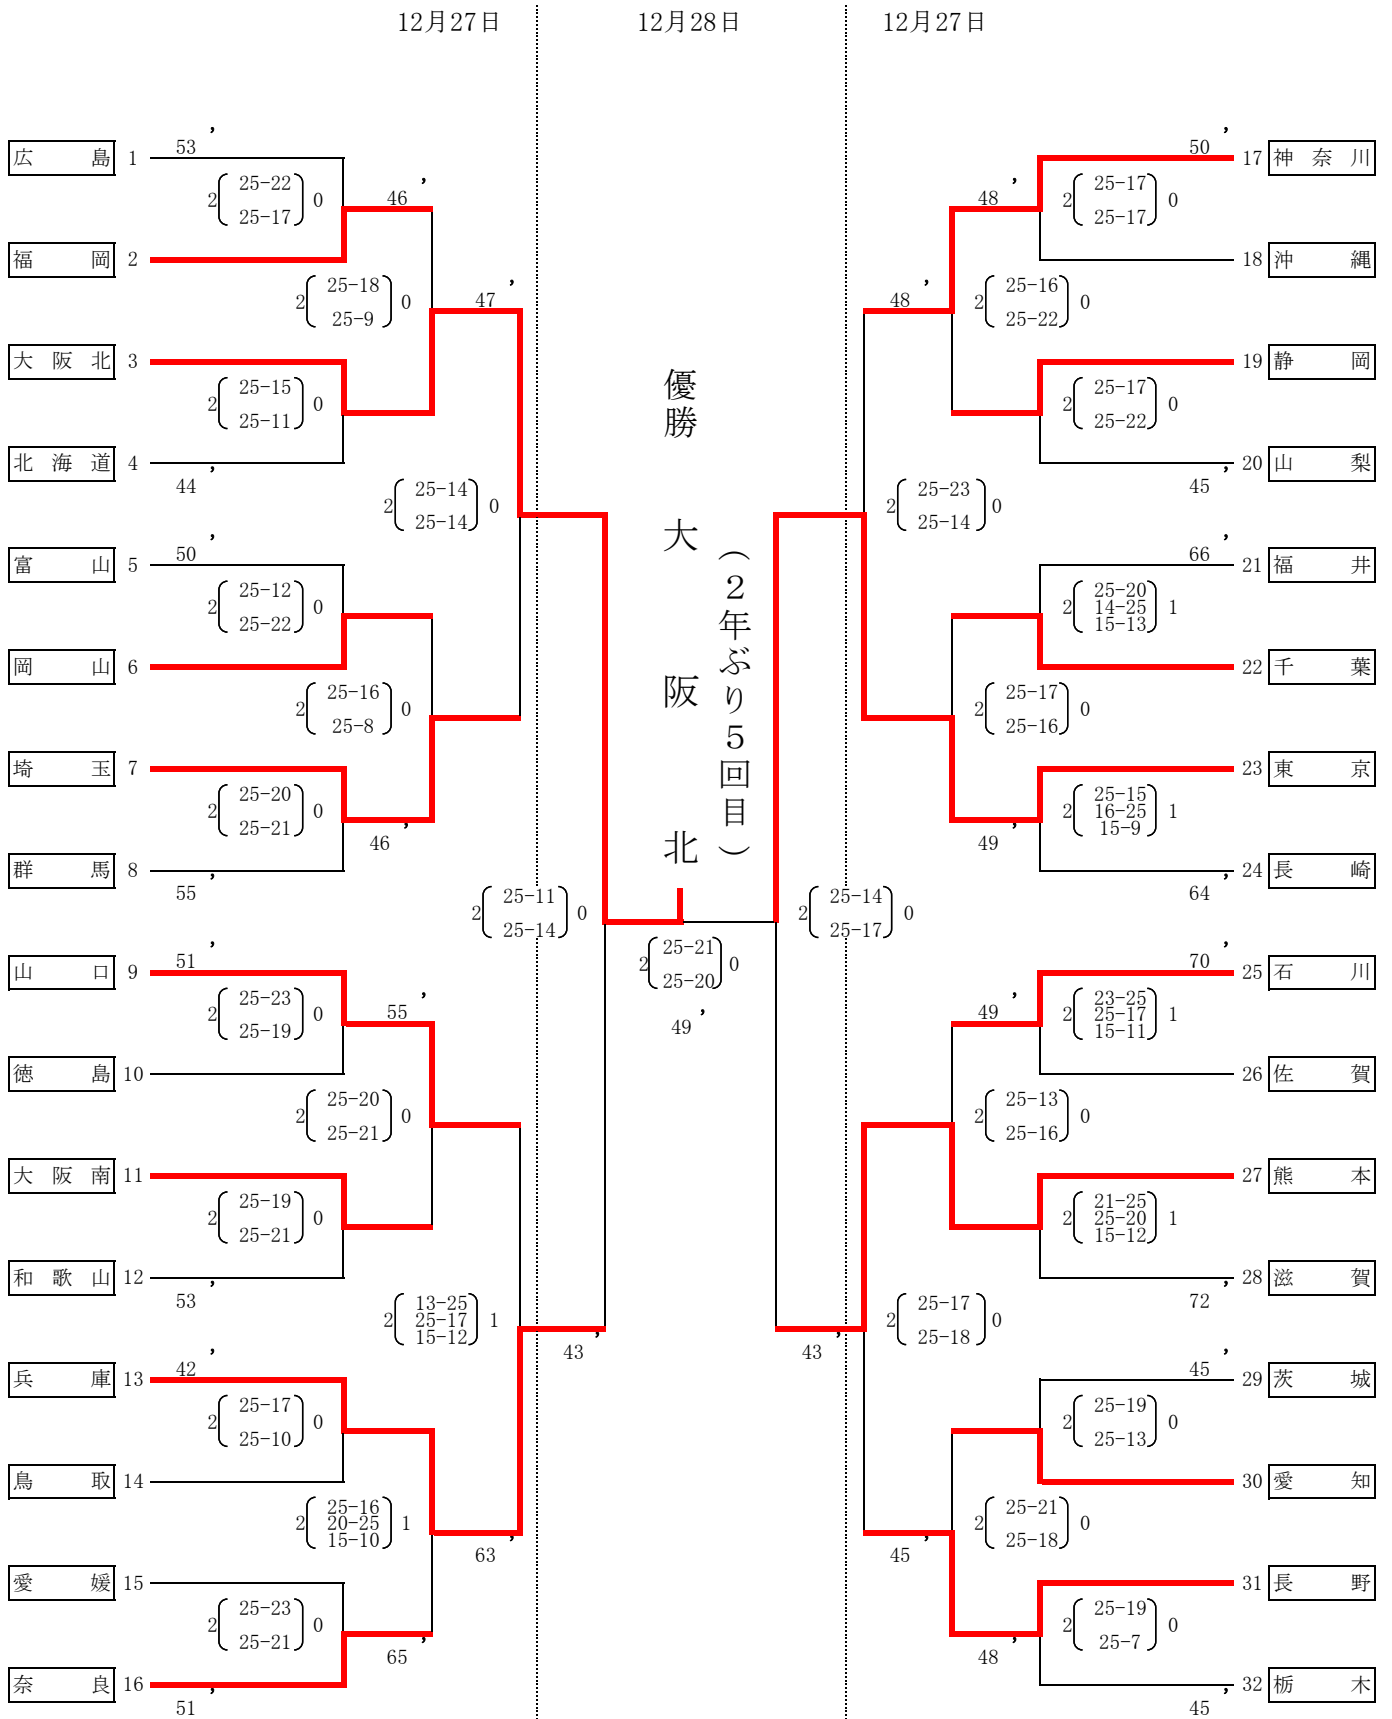 12月27日 12月28日 12月27日
53 ’ 50 ’
広島 1 17 神奈川
2 25-22 0 46 ’ 48 ’ 2 25-17 0
25-17 25-17
福岡 2 18 沖縄
2 25-18 0 47 ’ 48 ’ 2 25-16 0
25-9 25-22
大阪北 3 19 静岡
2 25-15 0 2 25-17 0
25-11 25-22
北海道 4 20 山梨
44 ’ 45 ’
2 25-14 0 2 25-23 0
25-14 25-14
50 ’ 66 ’
富山 5 21 福井
2 25-12 0 2 25-20 1
14-25
25-22 15-13
岡山 6 22 千葉
2 25-16 0 2 25-17 0
25-8 25-16
埼玉 7 23 東京
2 25-20 0 2 25-15 1
16-25
25-21 15-9
46 ’ 49 ’
群馬 8 24 長崎
55 ’ 64 ’
優勝 大阪北
(２年ぶり５回目)
2 25-11 0 2 25-14 0
25-14 25-17
2 25-21 0
25-20
49 ’
51 ’ 70 ’
山口 9 25 石川
2 25-23 0 55 ’ 49 ’ 2 23-25 1
25-17
25-19 15-11
徳島 10 26 佐賀
2 25-20 0 2 25-13 0
25-21 25-16
大阪南 11 27 熊本
2 25-19 0 2 21-25 1
25-20
25-21 15-12
和歌山 12 28 滋賀
53 ’ 72 ’
2 13-25 1 2 25-17 0
25-17
15-12 25-18
43 ’ 43 ’
42 ’ 45 ’
兵庫 13 29 茨城
2 25-17 0 2 25-19 0
25-10 25-13
鳥取 14 30 愛知
2 25-16 1 2 25-21 0
20-25
15-10 25-18
63 ’ 45 ’
愛媛 15 31 長野
2 25-23 0 2 25-19 0
25-21 25-7
65 ’ 48 ’
奈良 16 32 栃木
51 ’ 45 ’